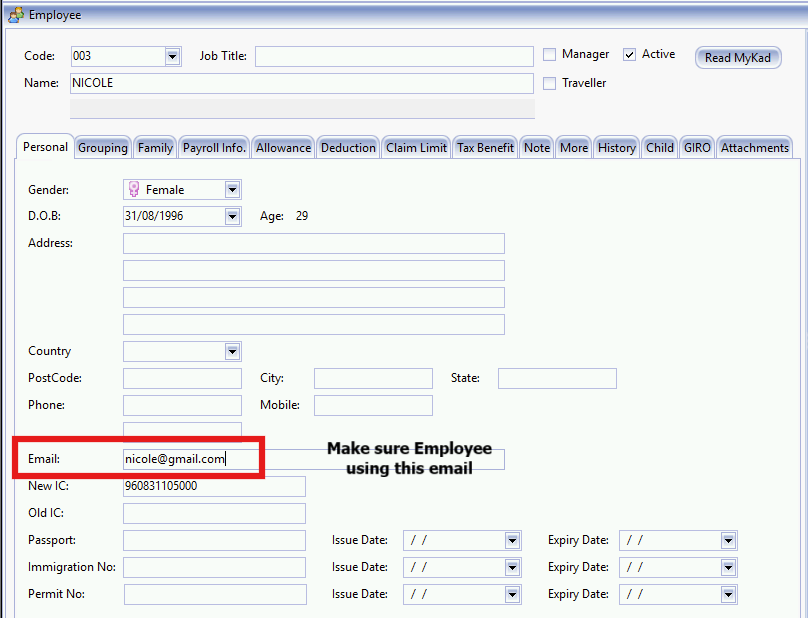 Employee
Code: 003 Job Title: Manager Active Read MyKad
Name: NICOLE Traveller
Personal Grouping Family Payroll Info. Allowance Deduction Claim Limit Tax Benefit Note More History Child GIRO Attachments
Gender: Female
D.O.B: 31/08/1996 Age: 29
Address:
Country
PostCode: City: State:
Phone: Mobile:
Email: nicole@gmail.com Make sure Employee
using this email
New IC: 960831105000
Old IC:
Passport: Issue Date: / / Expiry Date: / /
Immigration No: Issue Date: / / Expiry Date: / /
Permit No: Issue Date: / / Expiry Date: / /